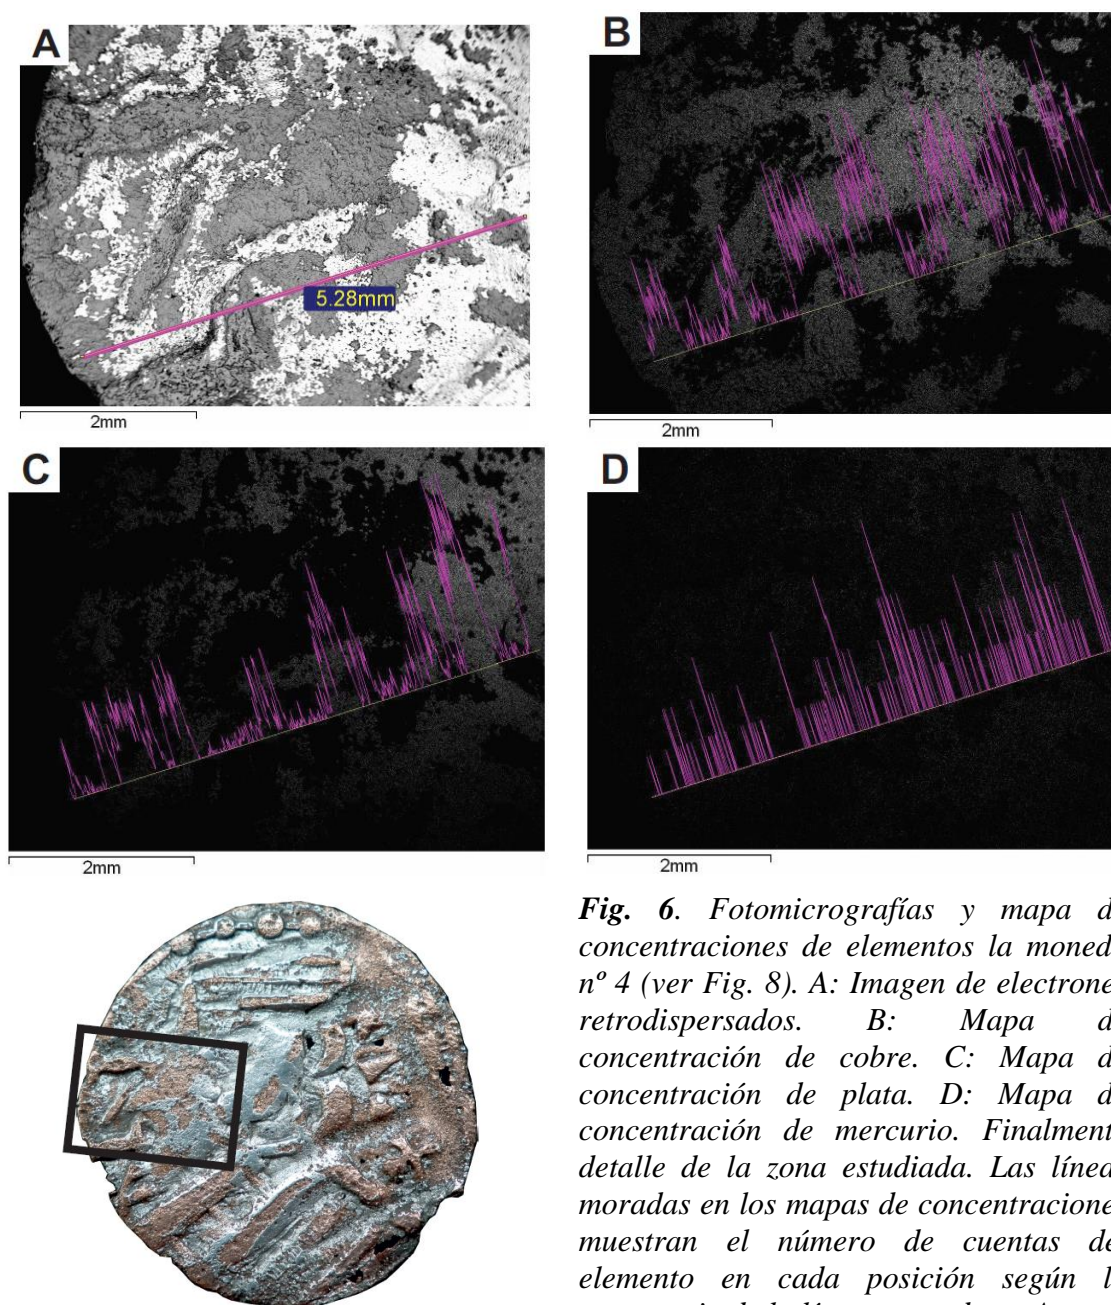 A
B
5.28mm
2mm
2mm
C
D
2mm
2mm
Fig. 6. Fotomicrografías y mapa d
concentraciones de elementos la moned
nº 4 (ver Fig. 8). A: Imagen de electrone
retrodispersados. B: Mapa d
concentración de cobre. C: Mapa d
concentración de plata. D: Mapa d
concentración de mercurio. Finalment
detalle de la zona estudiada. Las línea
moradas en los mapas de concentracione
muestran el número de cuentas de
elemento en cada posición según l